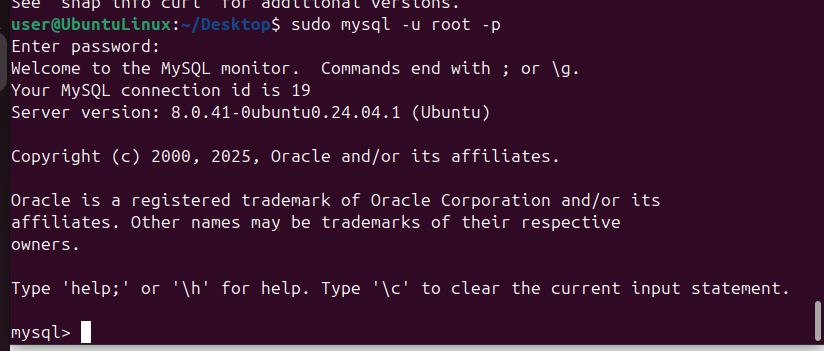 See "snap info curl" for additional versions.
user@UbuntuLinux:~/Desktop$ sudo mysql -u root -p
Enter password:
Welcome to the MySQL monitor.  Commands end with ; or \g.
Your MySQL connection id is 19
Server version: 8.0.41-0ubuntu0.24.04.1 (Ubuntu)

Copyright (c) 2000, 2025, Oracle and/or its affiliates.

Oracle is a registered trademark of Oracle Corporation and/or its
affiliates. Other names may be trademarks of their respective
owners.

Type 'help;' or '\h' for help. Type '\c' to clear the current input statement.

mysql>